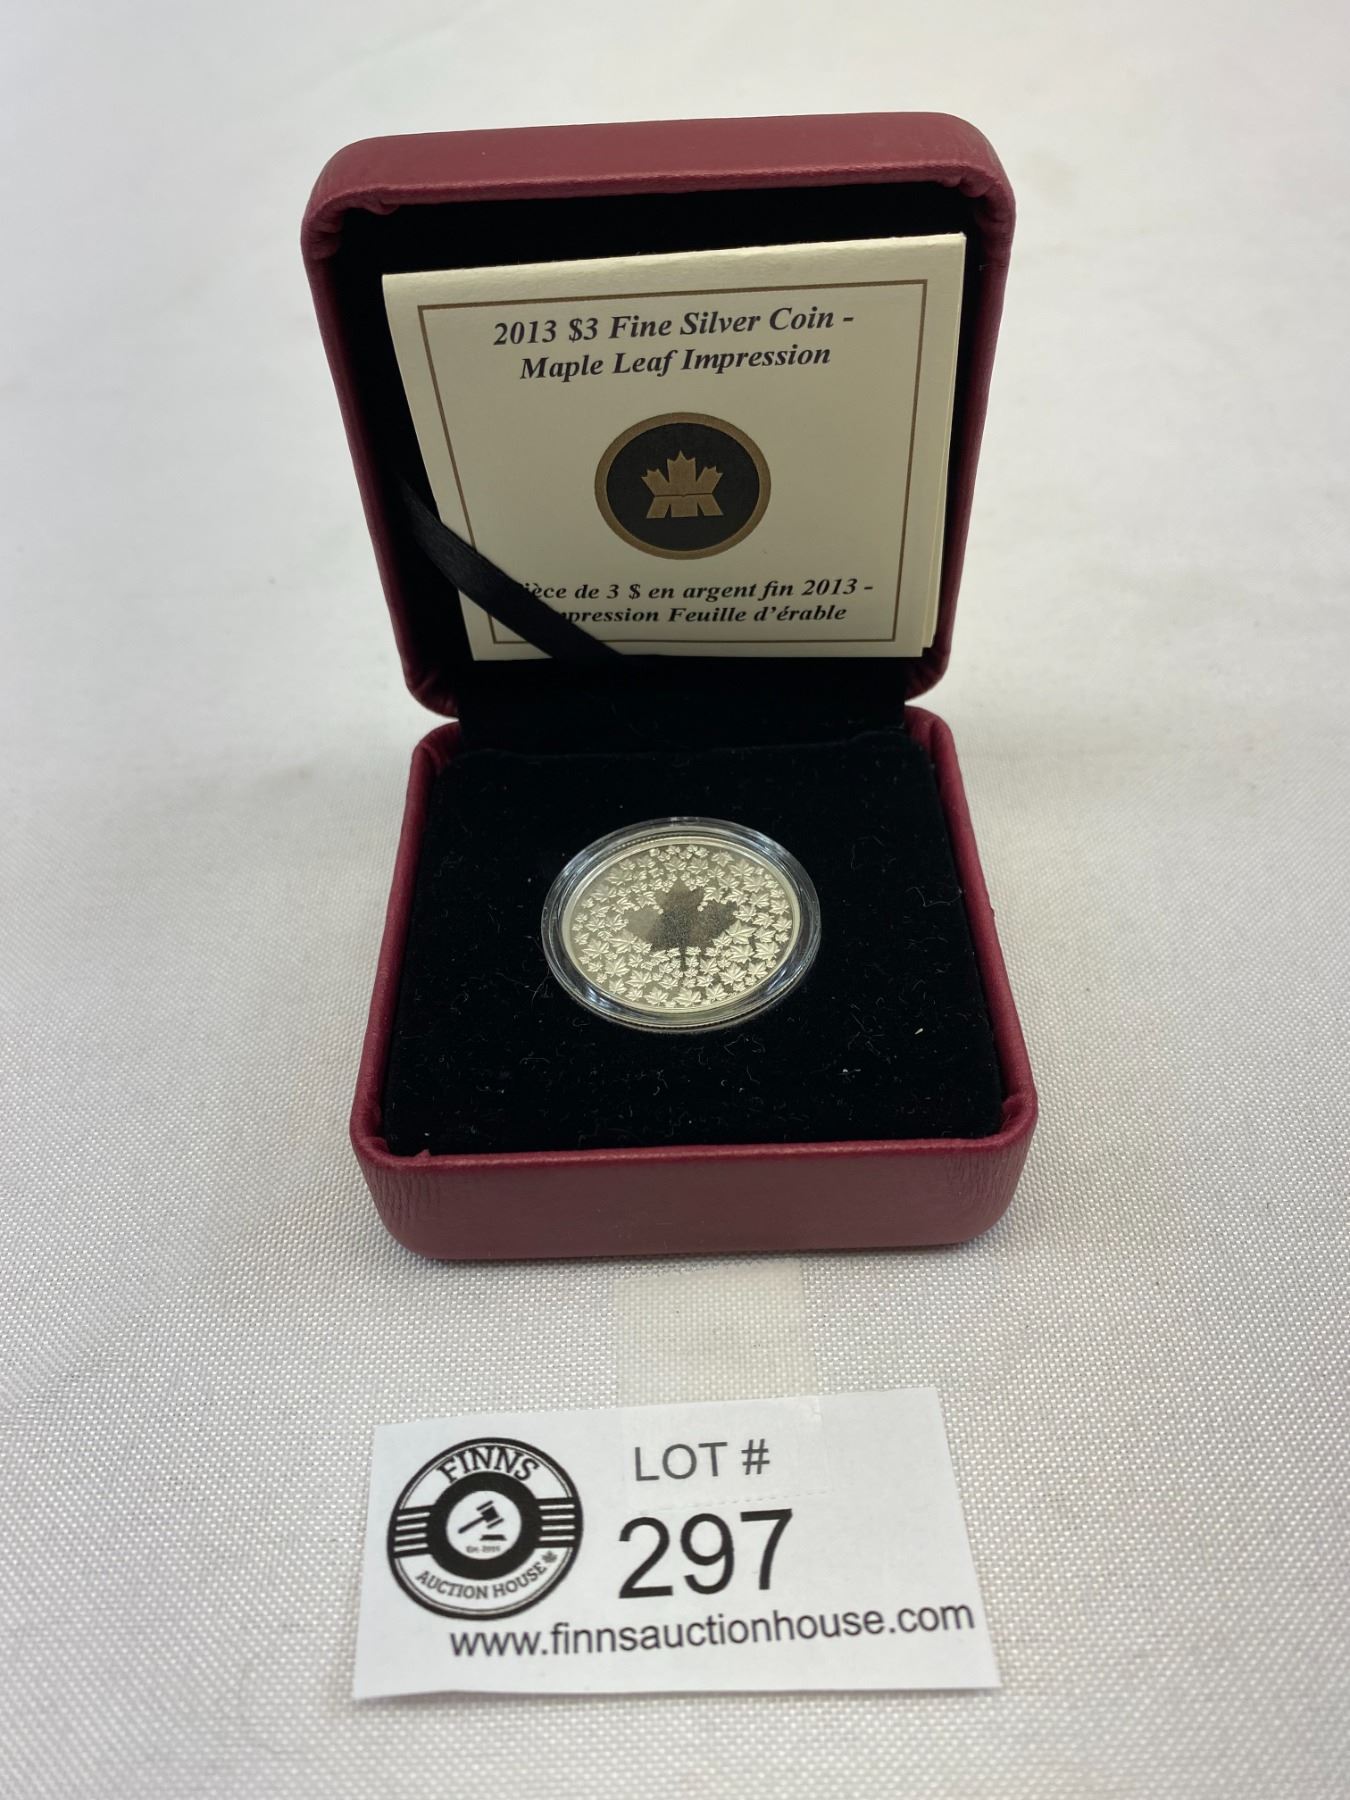 2013 $3 Fine Silver Coin -
Maple Leaf Impression
ièce de 3 $ en argent fin 2013 -
pression Feuille d'érable
LOT #
297
FINNS
AUCTION HOUSE
www.finnsauctionhouse.com